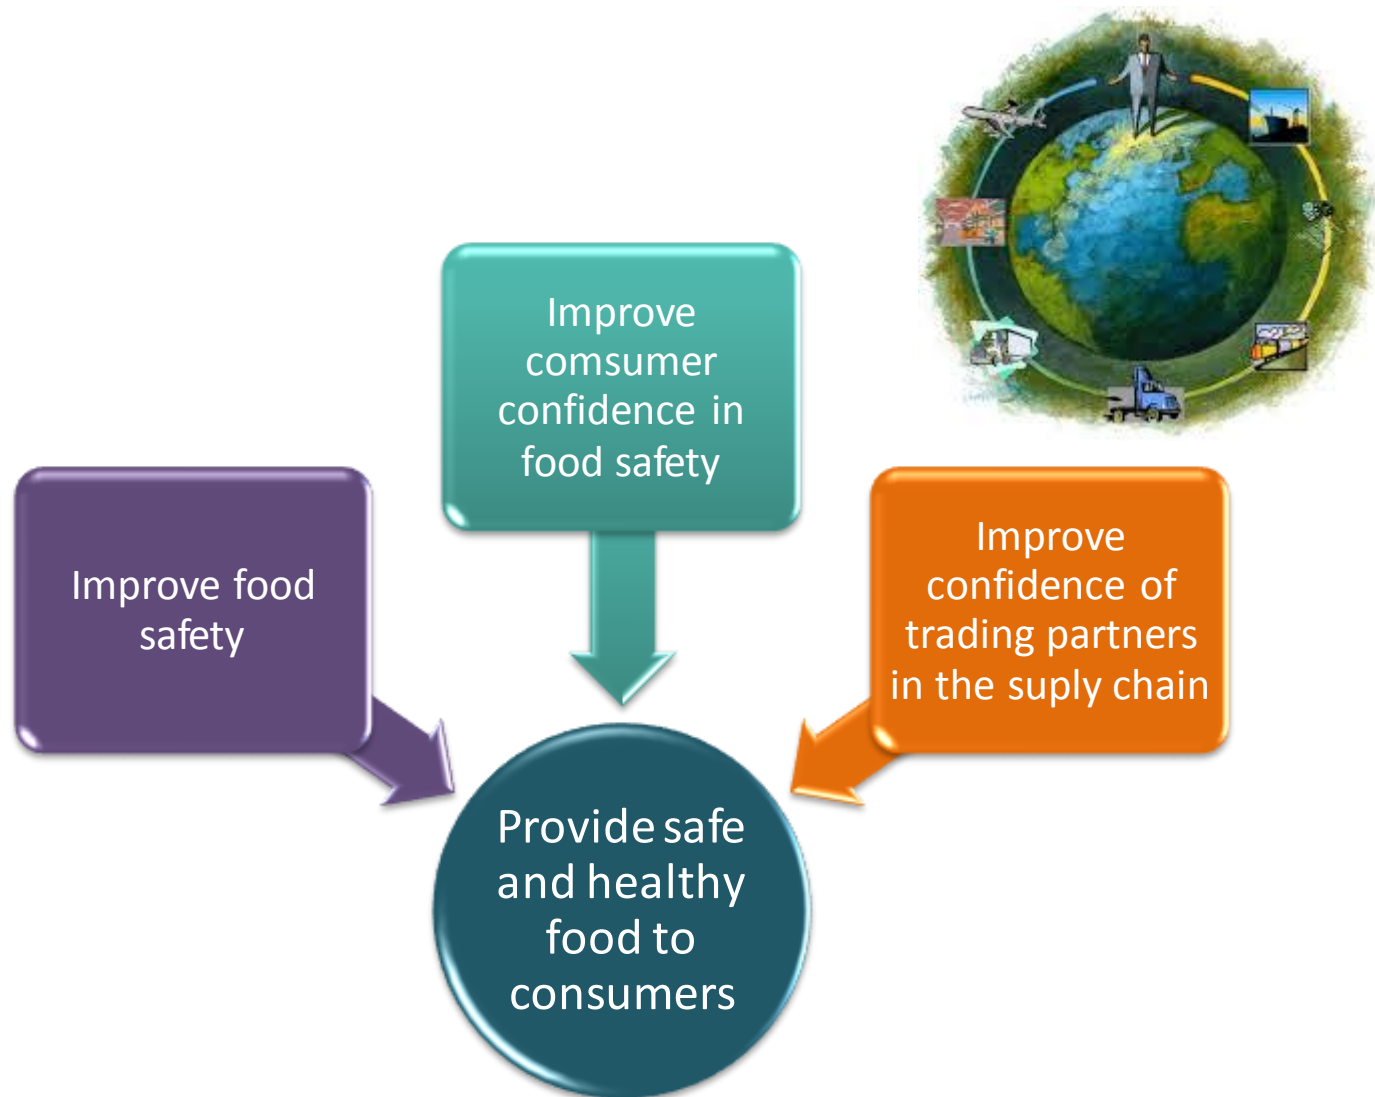 Improve
comsumer
confidence in
food safety
Improve food
safety
Improve
confidence of
trading partners
in the suply chain
Provide safe
and healthy
food to
consumers